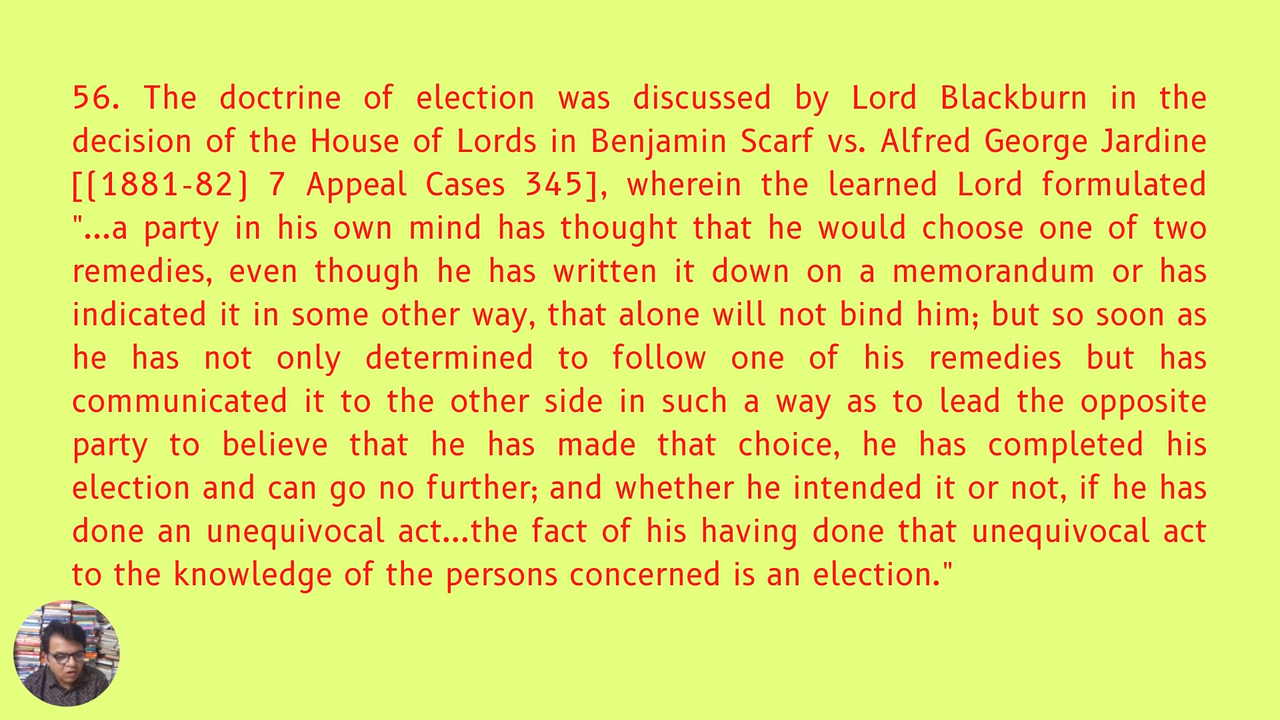 56. The doctrine of election was discussed by Lord Blackburn in the
decision of the House of Lords in Benjamin Scarf vs. Alfred George Jardine
[(1881-82) 7 Appeal Cases 345], wherein the learned Lord formulated
"...a party in his own mind has thought that he would choose one of two
remedies, even though he has written it down on a memorandum or has
indicated it in some other way, that alone will not bind him; but so soon as
he has not only determined to follow one of his remedies but has
communicated it to the other side in such a way as to lead the opposite
party to believe that he has made that choice, he has completed his
election and can go no further; and whether he intended it or not, if he has
done an unequivocal act...the fact of his having done that unequivocal act
to the knowledge of the persons concerned is an election."